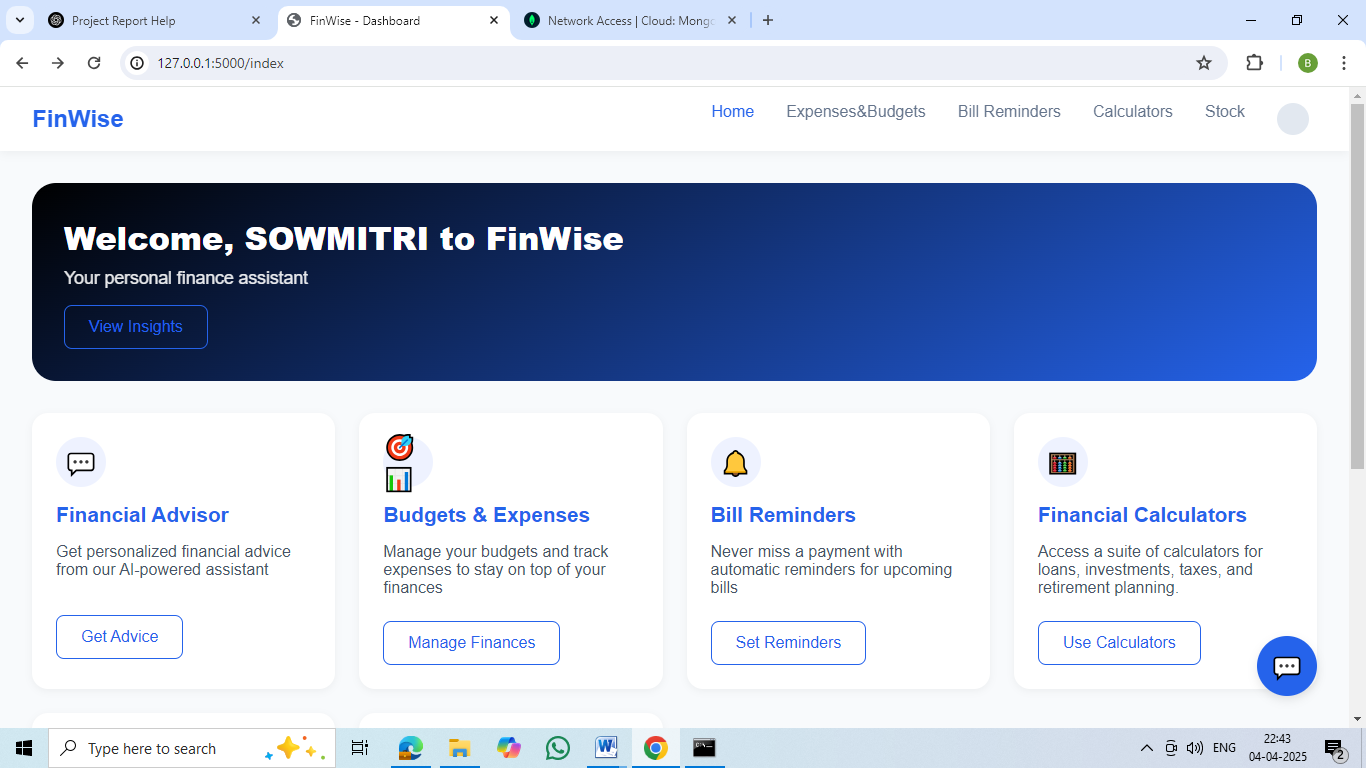 Project Report Help
FinWise - Dashboard
Network Access | Cloud: Mongo
127.0.0.1:5000/index
B
FinWise
Home
Expenses&Budgets
Bill Reminders
Calculators
Stock
Welcome, SOWMITRI to FinWise
Your personal finance assistant
View Insights
Financial Advisor
Get personalized financial advice
from our AI-powered assistant
Get Advice
Budgets & Expenses
Manage your budgets and track
expenses to stay on top of your
finances
Manage Finances
Bill Reminders
Never miss a payment with
automatic reminders for upcoming
bills
Set Reminders
Financial Calculators
Access a suite of calculators for
loans, investments, taxes, and
retirement planning.
Use Calculators
Type here to search
ENG
22:43
04-04-2025
2